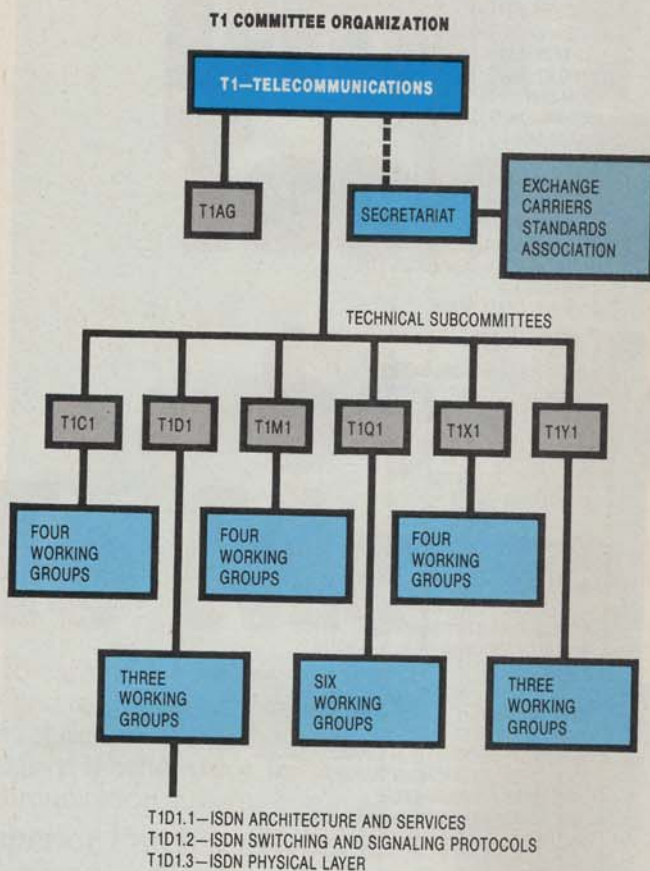 T1 COMMITTEE ORGANIZATION
T1—TELECOMMUNICATIONS
T1AG
SECRETARIAT
EXCHANGE
CARRIERS
STANDARDS
ASSOCIATION
TECHNICAL SUBCOMMITTEES
T1C1
T1D1
T1M1
T1Q1
T1X1
T1Y1
FOUR
WORKING
GROUPS
FOUR
WORKING
GROUPS
FOUR
WORKING
GROUPS
THREE
WORKING
GROUPS
SIX
WORKING
GROUPS
THREE
WORKING
GROUPS
T1D1.1—ISDN ARCHITECTURE AND SERVICES
T1D1.2—ISDN SWITCHING AND SIGNALING PROTOCOLS
T1D1.3—ISDN PHYSICAL LAYER